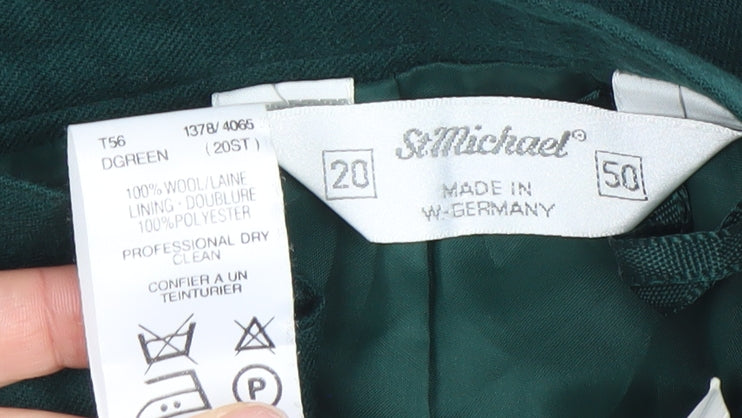 T56 1378/4065
DGREEN (20ST)
100% WOOL/LAINE
LINING · DOUBLURE
100% POLYESTER
PROFESSIONAL DRY
CLEAN
CONFIER A UN
TEINTURIER
P
St Michael®
20
50
MADE IN
W-GERMANY